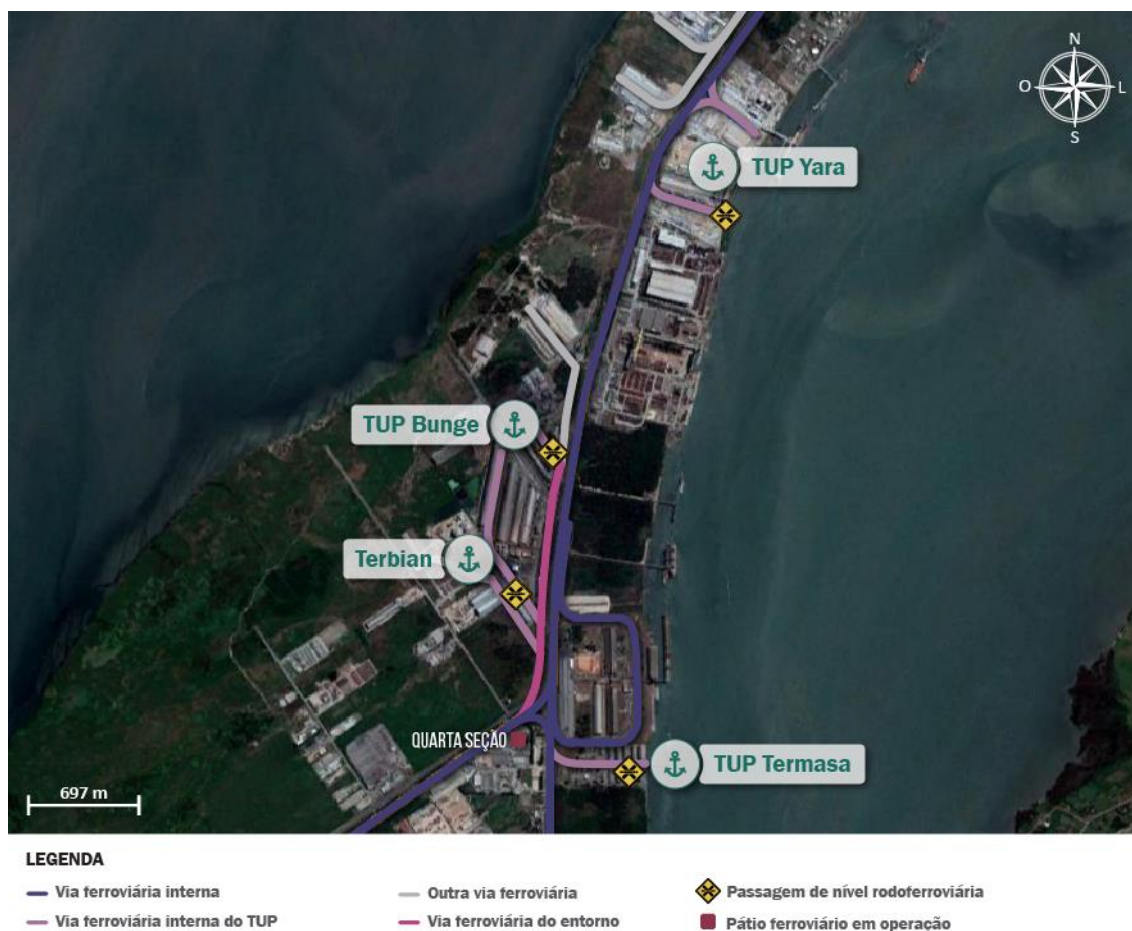 N
O
L
S
TUP Yara
TUP Bunge
Terbian
QUARTA SEÇÃO
TUP Termasa
697 m
LEGENDA
Via ferroviária interna
Outra via ferroviária
Passagem de nível rodoferroviária
Via ferroviária interna do TUP
Via ferroviária do entorno
Pátio ferroviário em operação